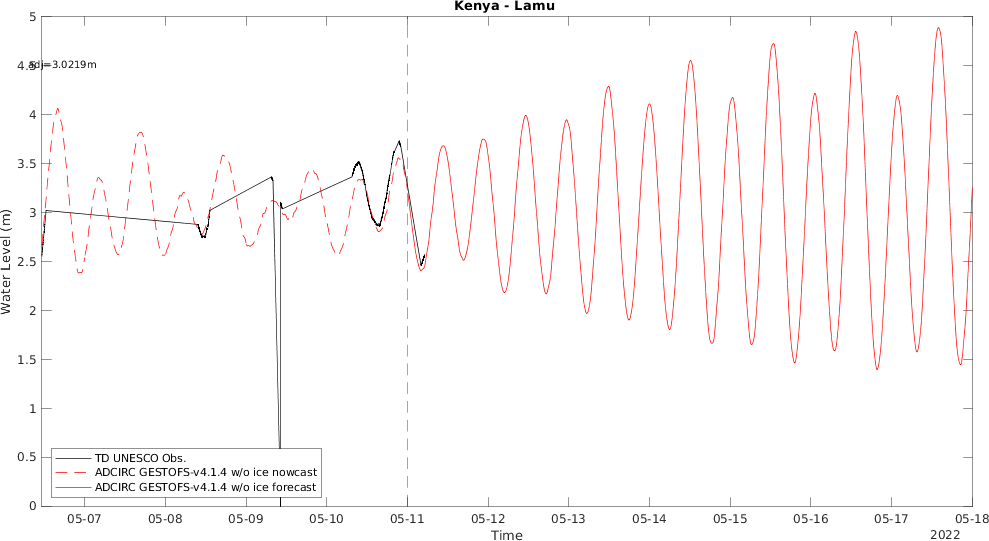 Kenya - Lamu
adj=3.0219m
Water Level (m)
5
4.5
4
3.5
3
2.5
2
1.5
1
0.5
0
TD UNESCO Obs.
ADCIRC GESTOFS-v4.1.4 w/o ice nowcast
ADCIRC GESTOFS-v4.1.4 w/o ice forecast
05-07 05-08 05-09 05-10 05-11 05-12 05-13 05-14 05-15 05-16 05-17 05-18
Time
2022